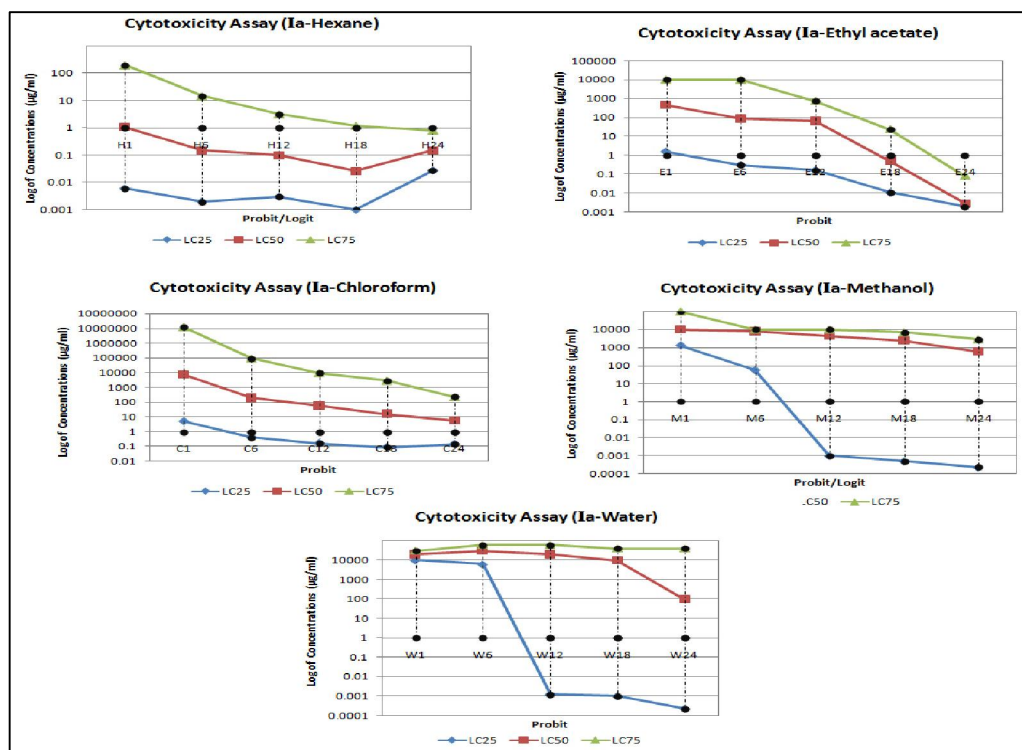 Cytotoxicity Assay (Ia-Hexane)
Log of Concentrations (µg/ml)
100
10
1
0.1
0.01
0.001
H1 H6 H12 H18 H24
Probit/Logit
LC25 LC50 LC75
Cytotoxicity Assay (Ia-Ethyl acetate)
Log of Concentrations (µg/ml)
100000
10000
1000
100
10
1
0.1
0.01
0.001
E1 E6 E12 E18 E24
Probit
LC25 LC50 LC75
Cytotoxicity Assay (Ia-Chloroform)
Log of Concentrations (µg/ml)
100000000
10000000
1000000
100000
10000
1000
100
10
1
0.1
0.01
C1 C6 C12 C18 C24
Probit
LC25 LC50 LC75
Cytotoxicity Assay (Ia-Methanol)
Log of Concentrations (µg/ml)
10000
1000
100
10
1
0.1
0.01
0.001
0.0001
M1 M6 M12 M18 M24
Probit/Logit
.C50 LC75
Cytotoxicity Assay (Ia-Water)
Log of Concentrations (µg/ml)
10000
1000
100
10
1
0.1
0.01
0.001
0.0001
W1 W6 W12 W18 W24
Probit
LC25 LC50 LC75